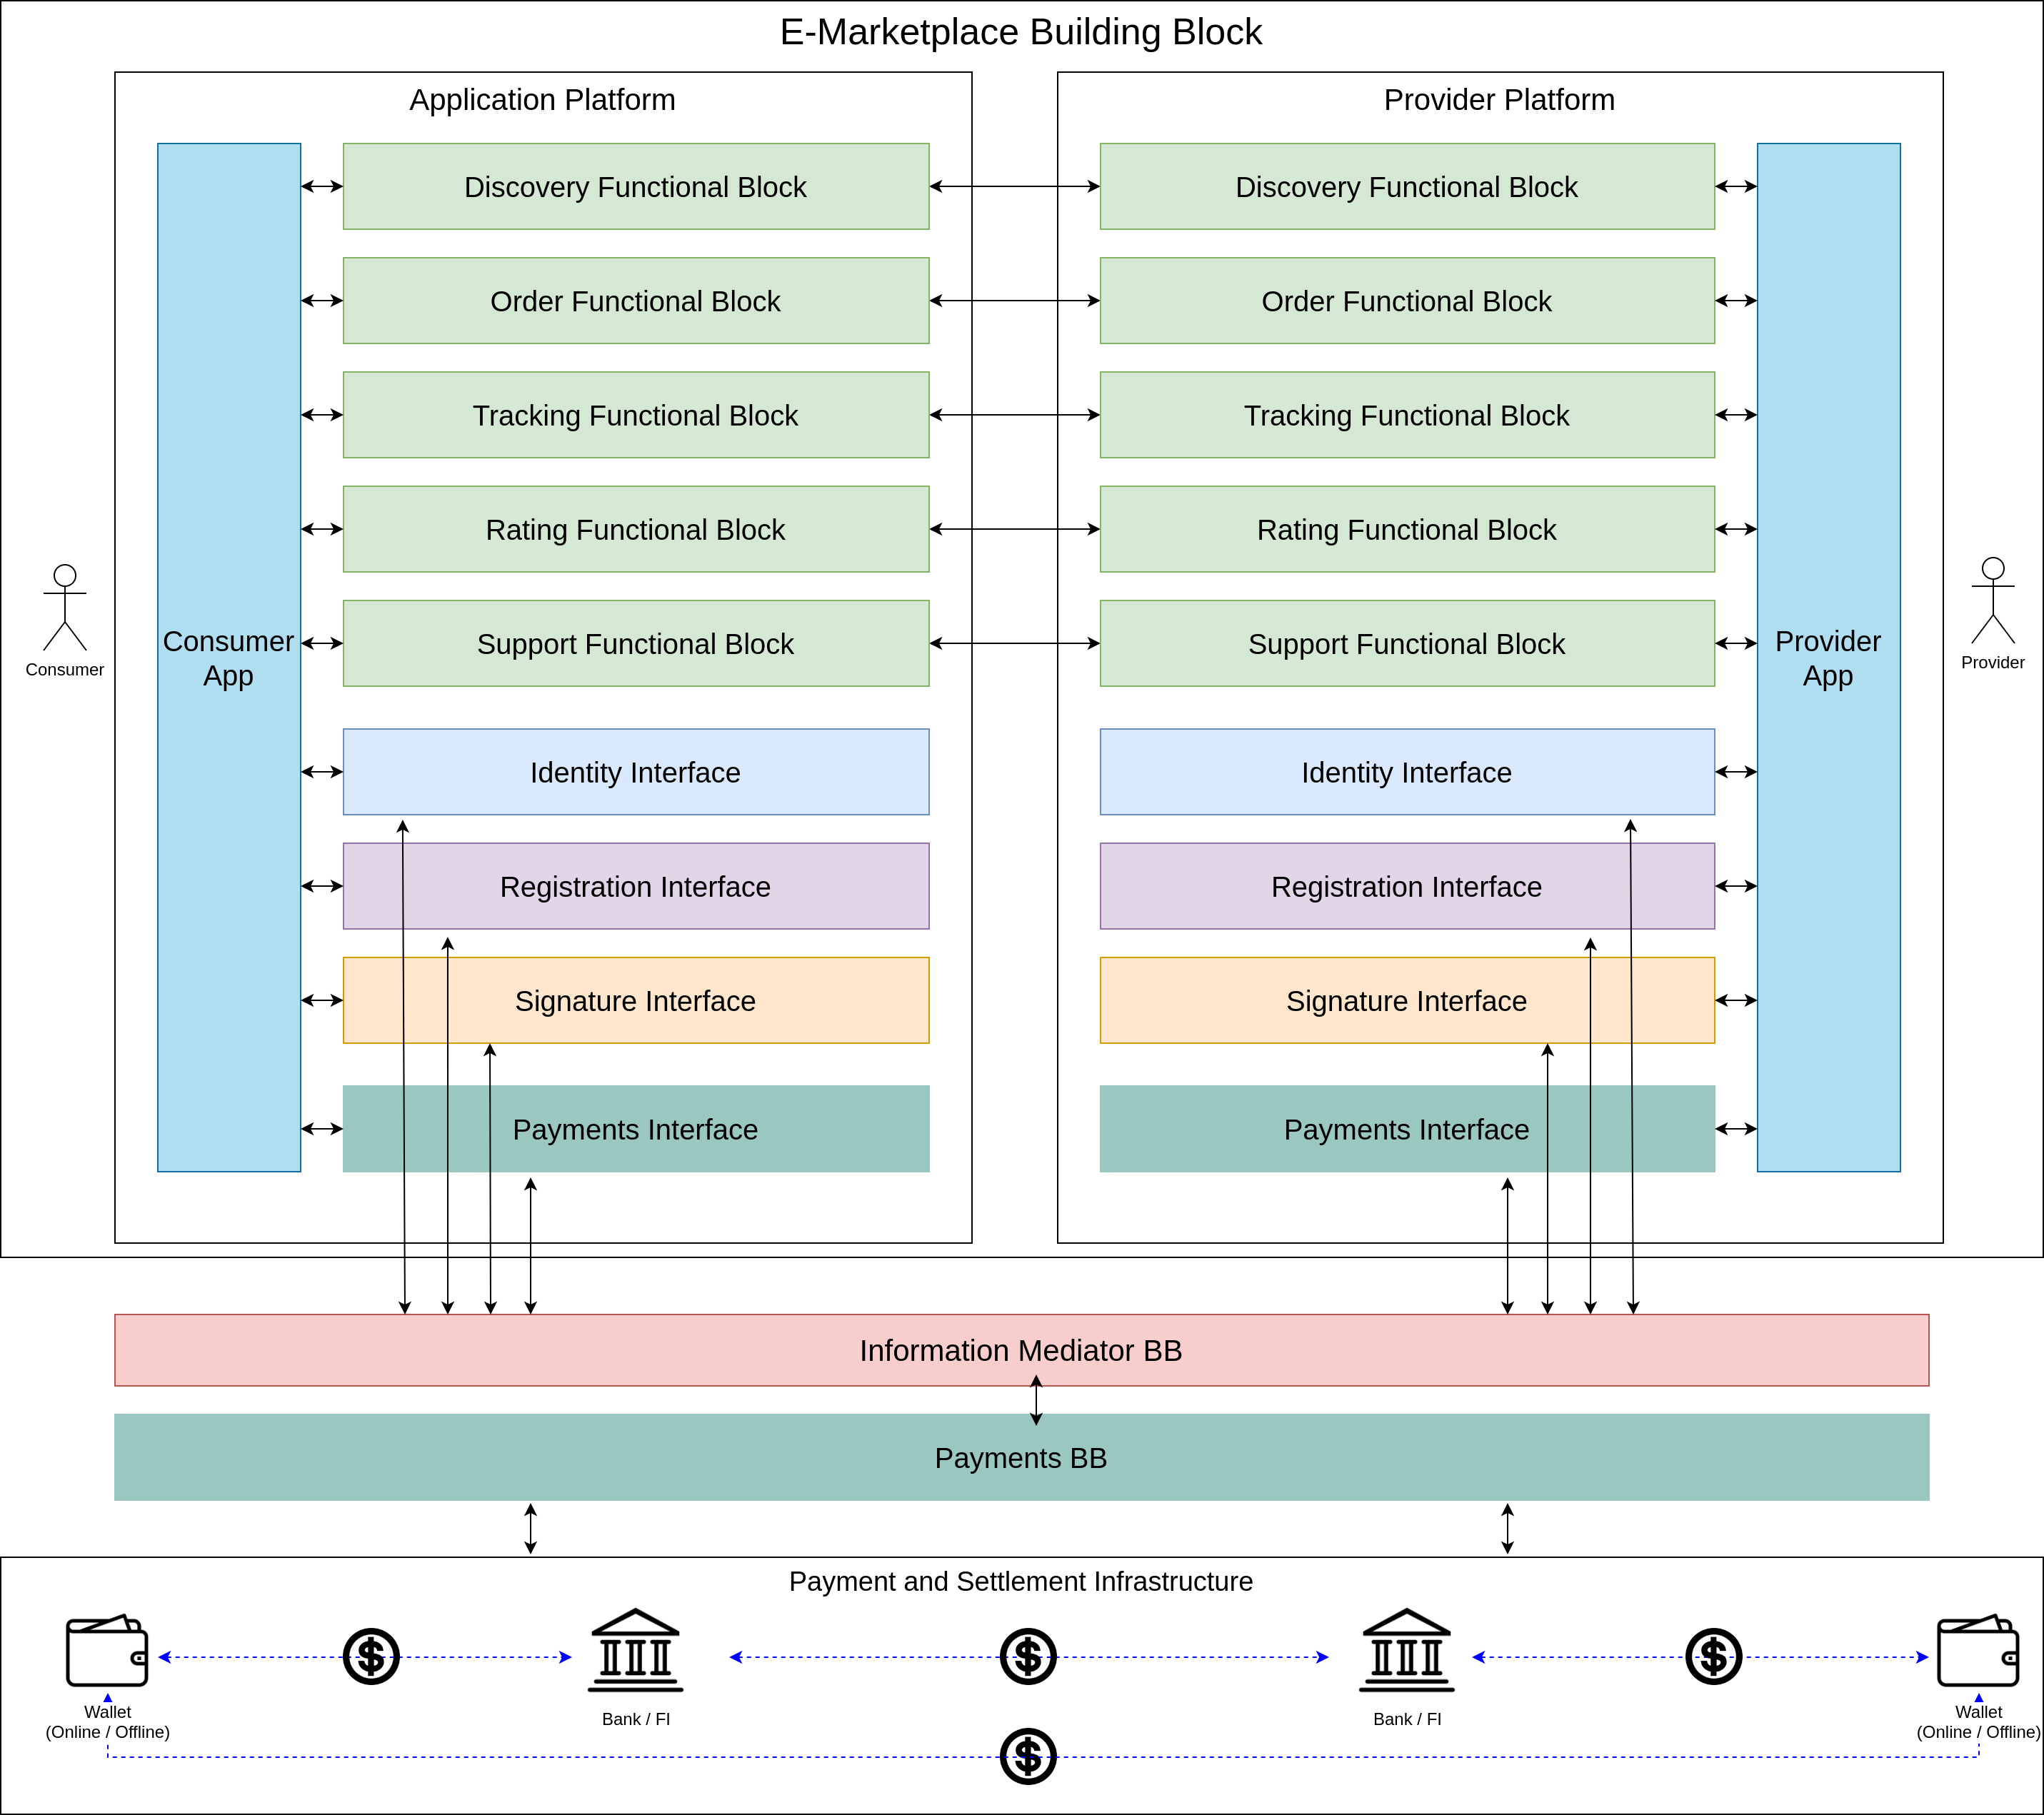 E-Marketplace Building Block
Application Platform
Provider Platform
Discovery Functional Block
Discovery Functional Block
Order Functional Block
Order Functional Block
Tracking Functional Block
Tracking Functional Block
Rating Functional Block
Rating Functional Block
Consumer
App
Support Functional Block
Support Functional Block
Provider
App
Consumer
Provider
Identity Interface
Identity Interface
Registration Interface
Registration Interface
Signature Interface
Signature Interface
Payments Interface
Payments Interface
Information Mediator BB
Payments BB
Payment and Settlement Infrastructure
$
$
$
Wallet
(Online / Offline)
Bank / FI
Bank / FI
Wallet
(Online / Offline)
$